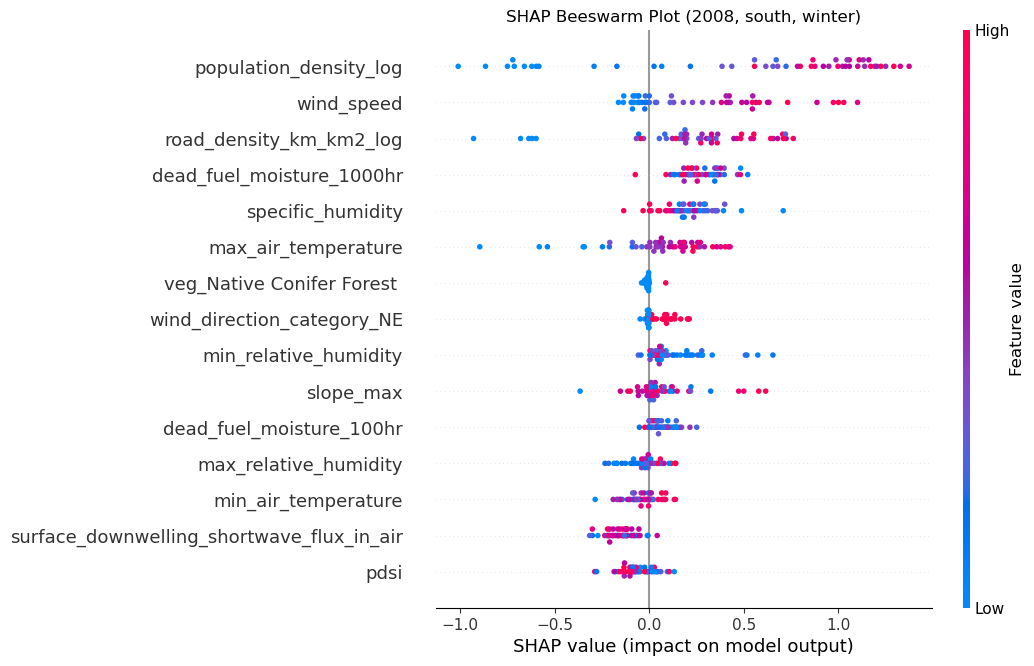 SHAP Beeswarm Plot (2008, south, winter)
High
population_density_log
wind_speed
road_density_km_km2_log
dead_fuel_moisture_1000hr
specific_humidity
max_air_temperature
veg_Native Conifer Forest
wind_direction_category_NE
min_relative_humidity
slope_max
dead_fuel_moisture_100hr
max_relative_humidity
min_air_temperature
surface_downwelling_shortwave_flux_in_air
pdsi
Feature value
Low
−1.0 −0.5 0.0 0.5 1.0
SHAP value (impact on model output)